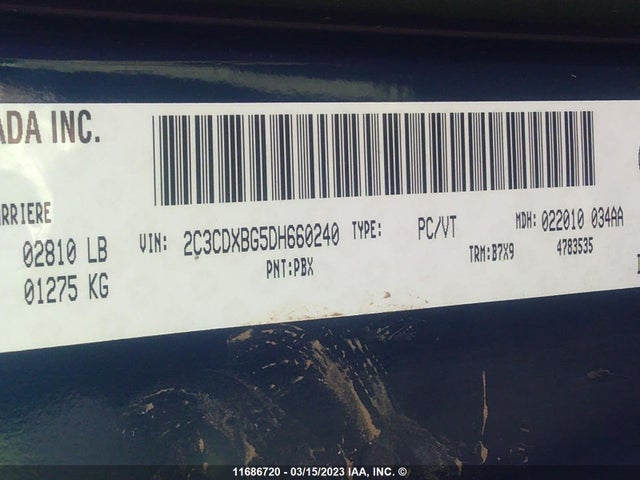 ADA INC.
RRIERE
02810 LB
01275 KG
VIN: 2C3CDXBG5DH660240 TYPE: PC/VT MDH: 022010 034AA
PNT:PBX TRM:B7X9 4783535
11686720 - 03/15/2023 IAA, INC. ©